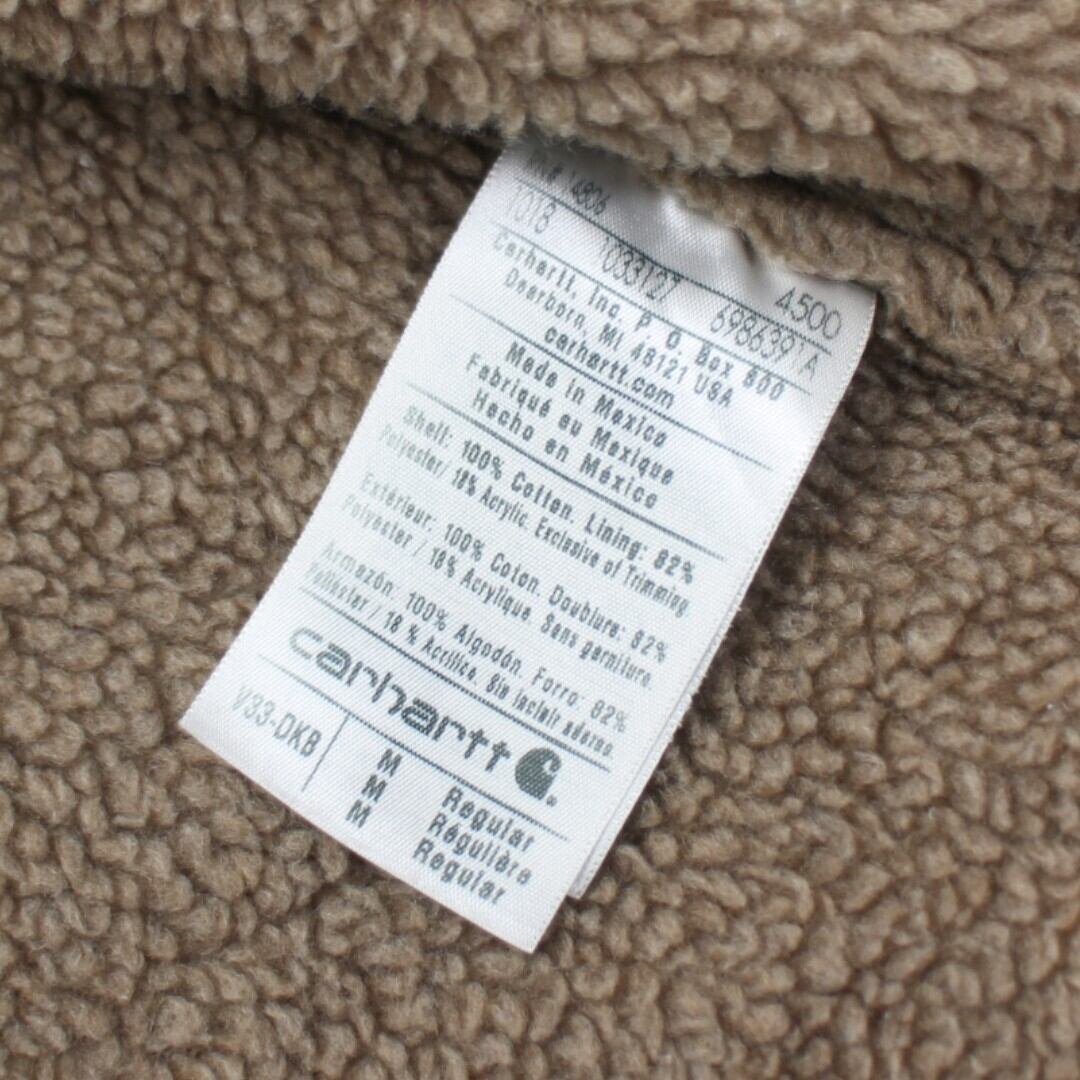 14806
1018 1033127 4500
6986391A
Carhartt, Inc. P.O. Box 600
Dearborn, MI 48121 USA
carhartt.com
Made in Mexico
Fabriqué au Mexique
Hecho en México
Shell: 100% Cotton. Lining: 82%
Polyester/ 18% Acrylic. Exclusive of Trimming.
Extérieur: 100% Coton. Doublure: 82%
Polyester / 18% Acrylique. Sans garniture.
Armazón: 100% Algodón. Forro: 82%
Poliéster / 18 % Acrílico. Sin incluir adorno.
carhartt
V33-DKB M Regular
M Régulière
M Regular